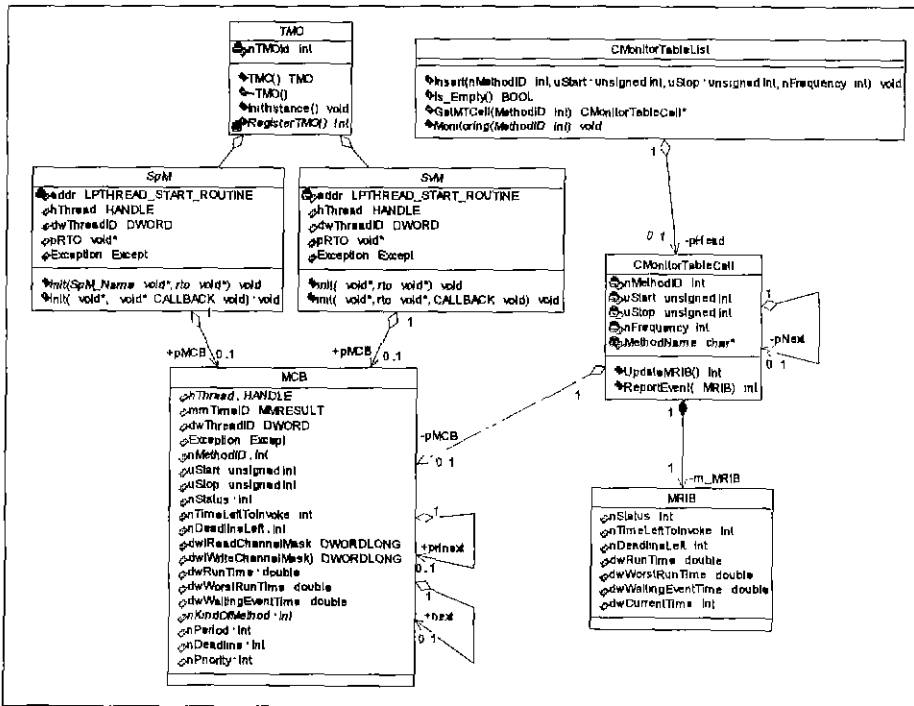 TMO
nTMOId int
TMO() TMO
~TMO()
InitInstance() void
RegisterTMO() int
CMonitorTableList
Insert(nMethodID int, uStart unsigned int, uStop unsigned int, nFrequency int) void
Is_Empty() BOOL
GetMTCell(MethodID int) CMonitorTableCell*
Monitoring(MethodID int) void
SpM
addr LPTHREAD_START_ROUTINE
hThread HANDLE
dwThreadID DWORD
pRTO void*
Exception Except
Init(SpM_Name void*, rto void*) void
Init( void*, void* CALLBACK void) void
SvM
addr LPTHREAD_START_ROUTINE
hThread HANDLE
dwThreadID DWORD
pRTO void*
Exception Except
Init( void*, rto void*) void
Init( void*, rto void*, CALLBACK void) void
1
0 1
-pHead
CMonitorTableCell
nMethodID int
uStart unsigned int
uStop unsigned int
nFrequency int
MethodName char*
UpdateMRIB() int
ReportEvent( MRIB) int
1
-pNext
0 1
1
+pMCB
0.1
1
+pMCB
0.1
MCB
hThread. HANDLE
mmTimeID MMRESULT
dwThreadID DWORD
Exception Except
nMethodID. int
uStart unsigned int
uStop unsigned int
nStatus int
nTimeLeftToInvoke int
nDeadlineLeft. int
dwlReadChannelMask DWORDLONG
dwlWriteChannelMask) DWORDLONG
dwRunTime double
dwWorstRunTime double
dwWaitingEventTime double
nKindOfMethod int
nPeriod int
nDeadline int
nPriority int
1
+prinext
0.1
1
+next
0 1
1
-pMCB
0 1
1
1
-m_MRIB
MRIB
nStatus int
nTimeLeftToInvoke int
nDeadlineLeft int
dwRunTime double
dwWorstRunTime double
dwWaitingEventTime double
dwCurrentTime int